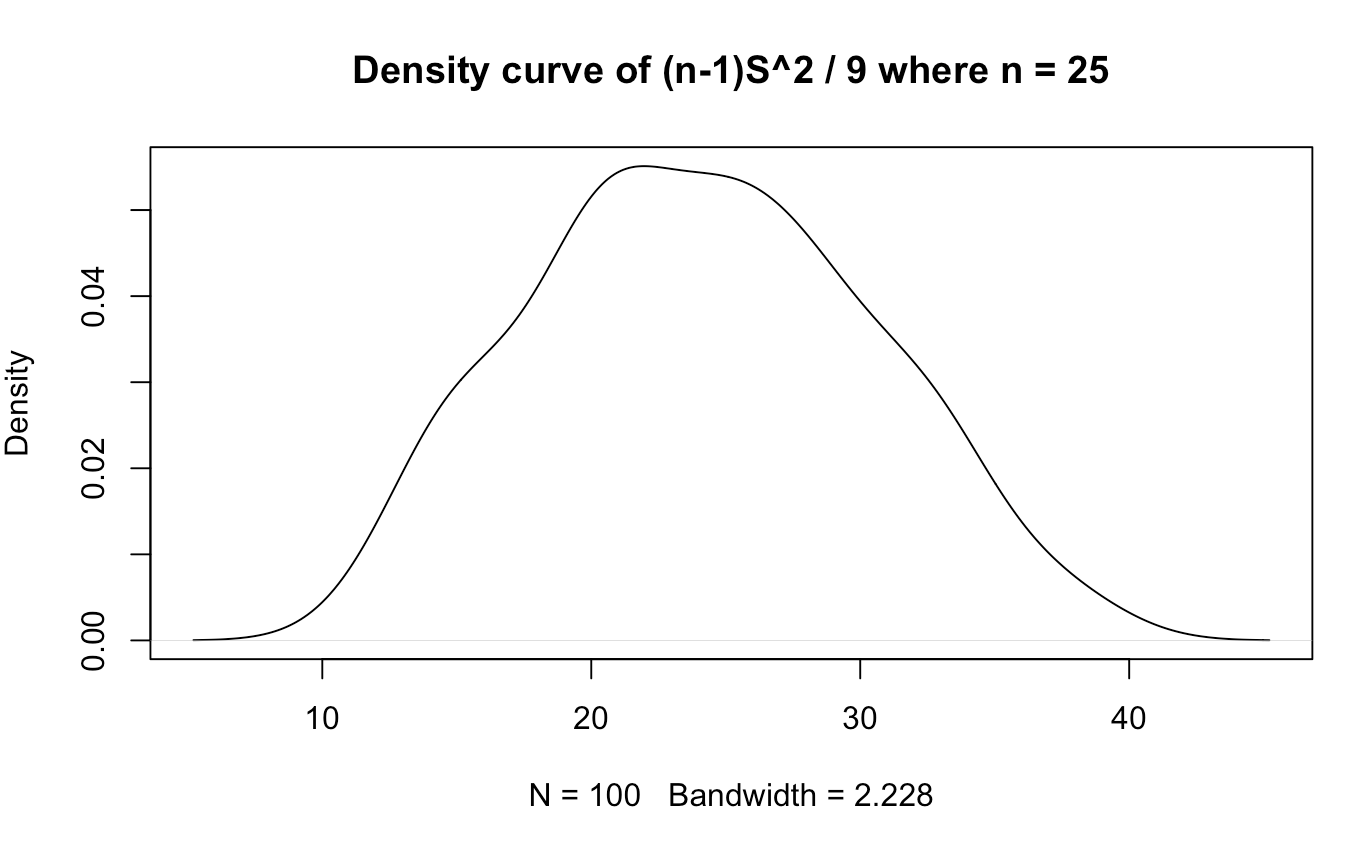 Density curve of (n-1)S^2 / 9 where n = 25
Density
0.04
0.02
0.00
10 20 30 40
N = 100 Bandwidth = 2.228